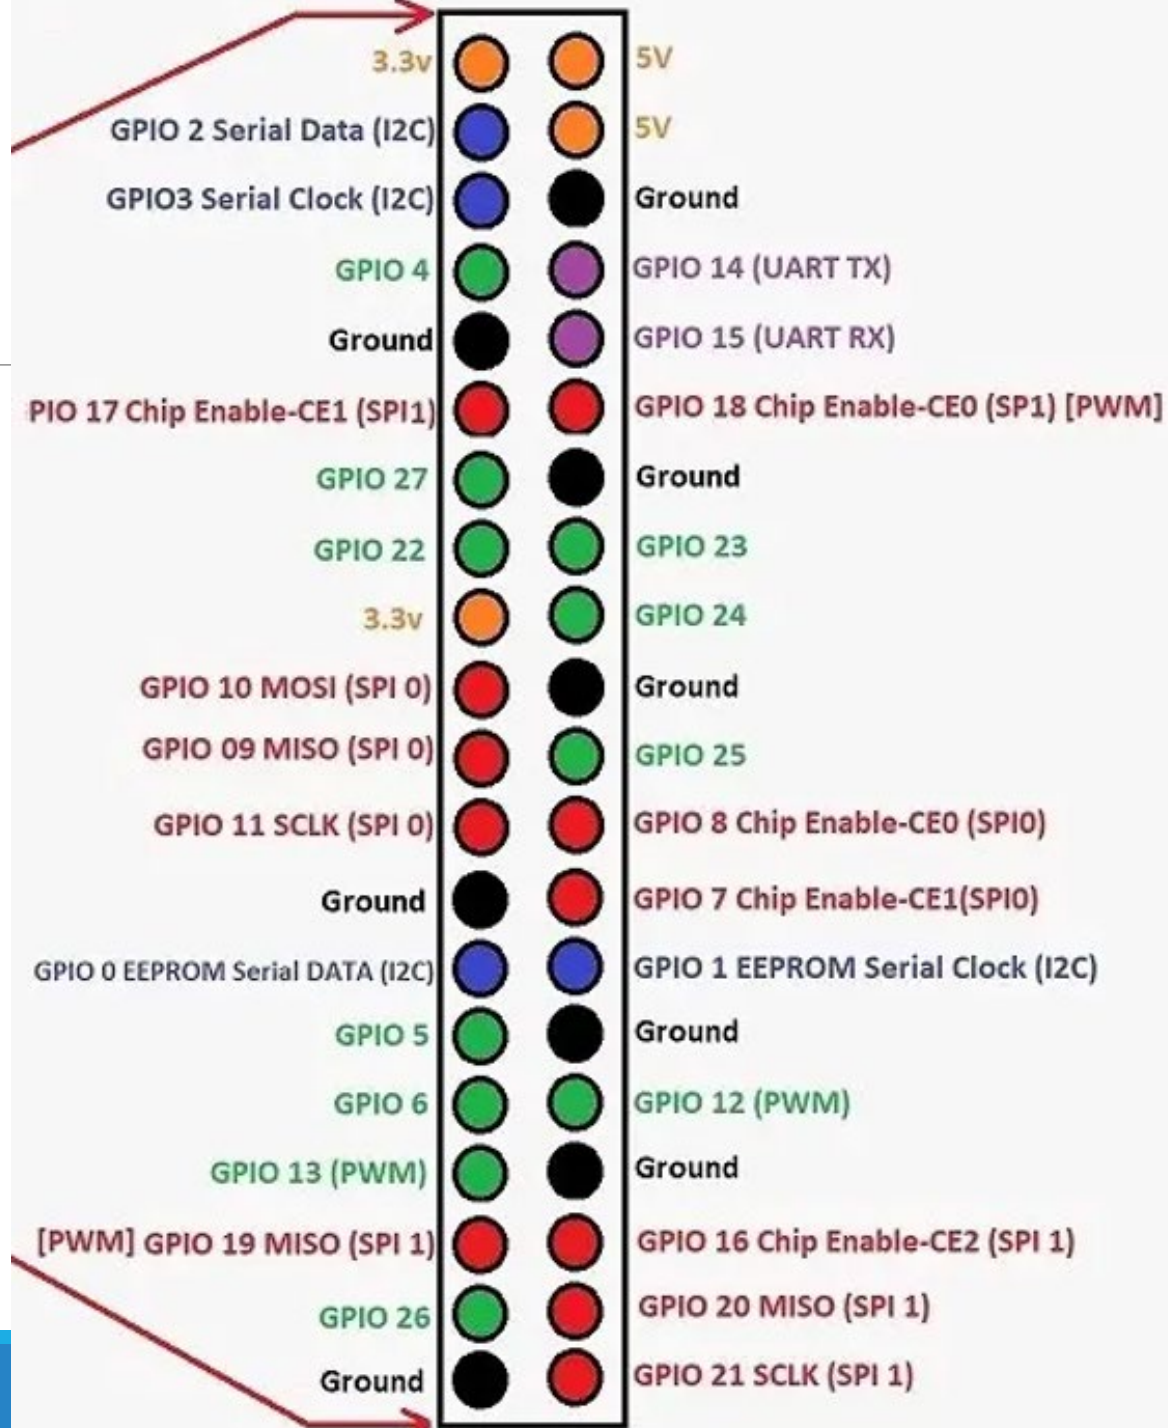 3.3v 5V
GPIO 2 Serial Data (I2C) 5V
GPIO3 Serial Clock (I2C) Ground
GPIO 4 GPIO 14 (UART TX)
Ground GPIO 15 (UART RX)
PIO 17 Chip Enable-CE1 (SPI1) GPIO 18 Chip Enable-CE0 (SP1) [PWM]
GPIO 27 Ground
GPIO 22 GPIO 23
3.3v GPIO 24
GPIO 10 MOSI (SPI 0) Ground
GPIO 09 MISO (SPI 0) GPIO 25
GPIO 11 SCLK (SPI 0) GPIO 8 Chip Enable-CE0 (SPI0)
Ground GPIO 7 Chip Enable-CE1(SPI0)
GPIO 0 EEPROM Serial DATA (I2C) GPIO 1 EEPROM Serial Clock (I2C)
GPIO 5 Ground
GPIO 6 GPIO 12 (PWM)
GPIO 13 (PWM) Ground
[PWM] GPIO 19 MISO (SPI 1) GPIO 16 Chip Enable-CE2 (SPI 1)
GPIO 26 GPIO 20 MISO (SPI 1)
Ground GPIO 21 SCLK (SPI 1)